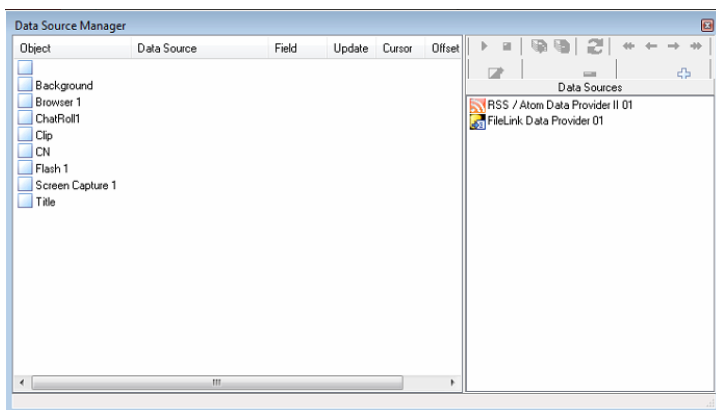 Data Source Manager
Object Data Source Field Update Cursor Offset
Background
Browser 1
ChatRoll1
Clip
CN
Flash 1
Screen Capture 1
Title
Data Sources
RSS / Atom Data Provider II 01
FileLink Data Provider 01